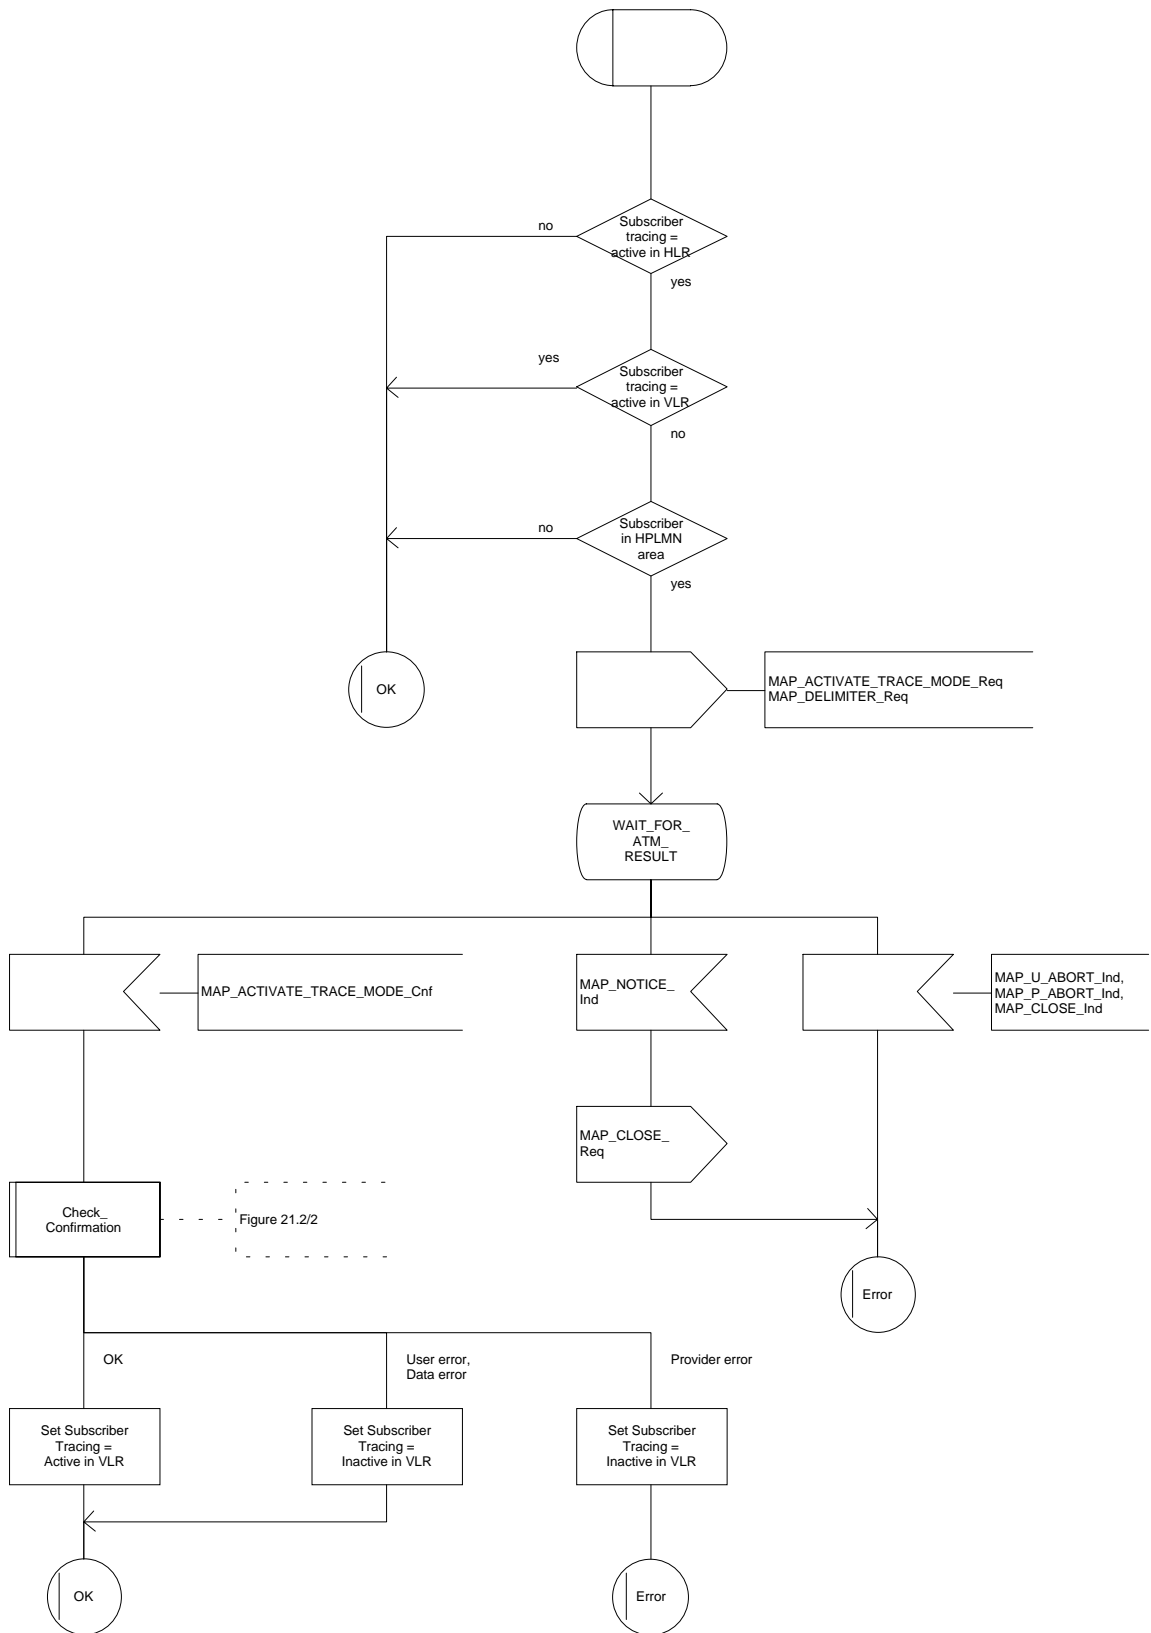 Subscriber
tracing =
active in HLR
no
yes
Subscriber
tracing =
active in VLR
yes
no
Subscriber
in HPLMN
area
no
yes
OK
MAP_ACTIVATE_TRACE_MODE_Req
MAP_DELIMITER_Req
WAIT_FOR_
ATM_
RESULT
MAP_ACTIVATE_TRACE_MODE_Cnf
MAP_NOTICE_
Ind
MAP_U_ABORT_Ind,
MAP_P_ABORT_Ind,
MAP_CLOSE_Ind
MAP_CLOSE_
Req
Check_
Confirmation
Figure 21.2/2
Error
OK
User error,
Data error
Provider error
Set Subscriber
Tracing =
Active in VLR
Set Subscriber
Tracing =
Inactive in VLR
Set Subscriber
Tracing =
Inactive in VLR
OK
Error